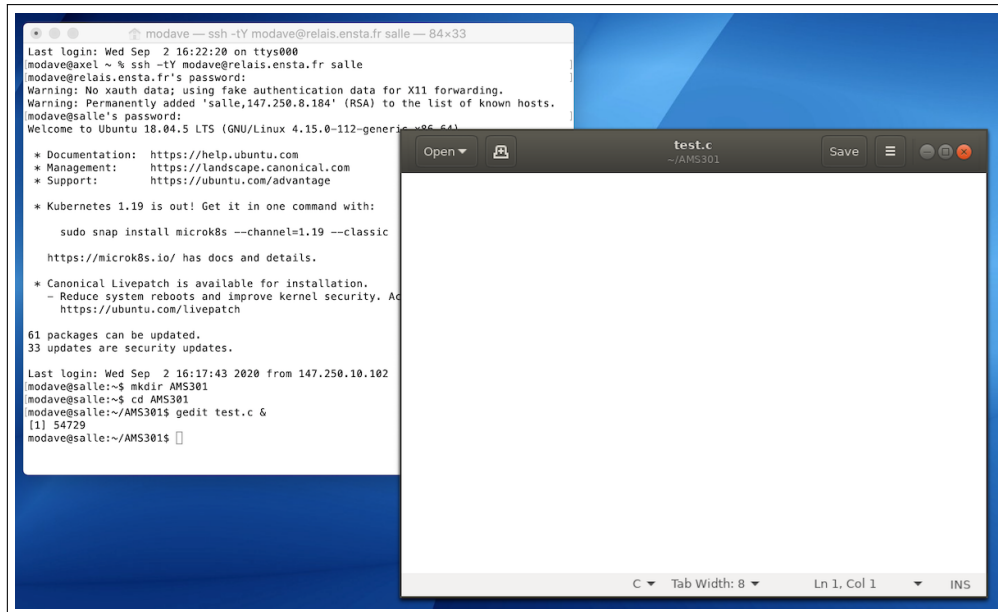 modave — ssh -tY modave@relais.ensta.fr salle — 84×33
Last login: Wed Sep  2 16:22:20 on ttys000
[modave@axel ~ % ssh -tY modave@relais.ensta.fr salle ]
[modave@relais.ensta.fr's password: ]
Warning: No xauth data; using fake authentication data for X11 forwarding.
Warning: Permanently added 'salle,147.250.8.184' (RSA) to the list of known hosts.
[modave@salle's password: ]
Welcome to Ubuntu 18.04.5 LTS (GNU/Linux 4.15.0-112-generic x86_64)
* Documentation:  https://help.ubuntu.com
* Management:     https://landscape.canonical.com
* Support:        https://ubuntu.com/advantage
* Kubernetes 1.19 is out! Get it in one command with:
sudo snap install microk8s --channel=1.19 --classic
https://microk8s.io/ has docs and details.
* Canonical Livepatch is available for installation.
- Reduce system reboots and improve kernel security. Ac
https://ubuntu.com/livepatch
61 packages can be updated.
33 updates are security updates.
Last login: Wed Sep  2 16:17:43 2020 from 147.250.10.102
[modave@salle:~$ mkdir AMS301
[modave@salle:~$ cd AMS301
[modave@salle:~/AMS301$ gedit test.c &
[1] 54729
modave@salle:~/AMS301$
Open
test.c
~/AMS301
Save
C
Tab Width: 8
Ln 1, Col 1
INS